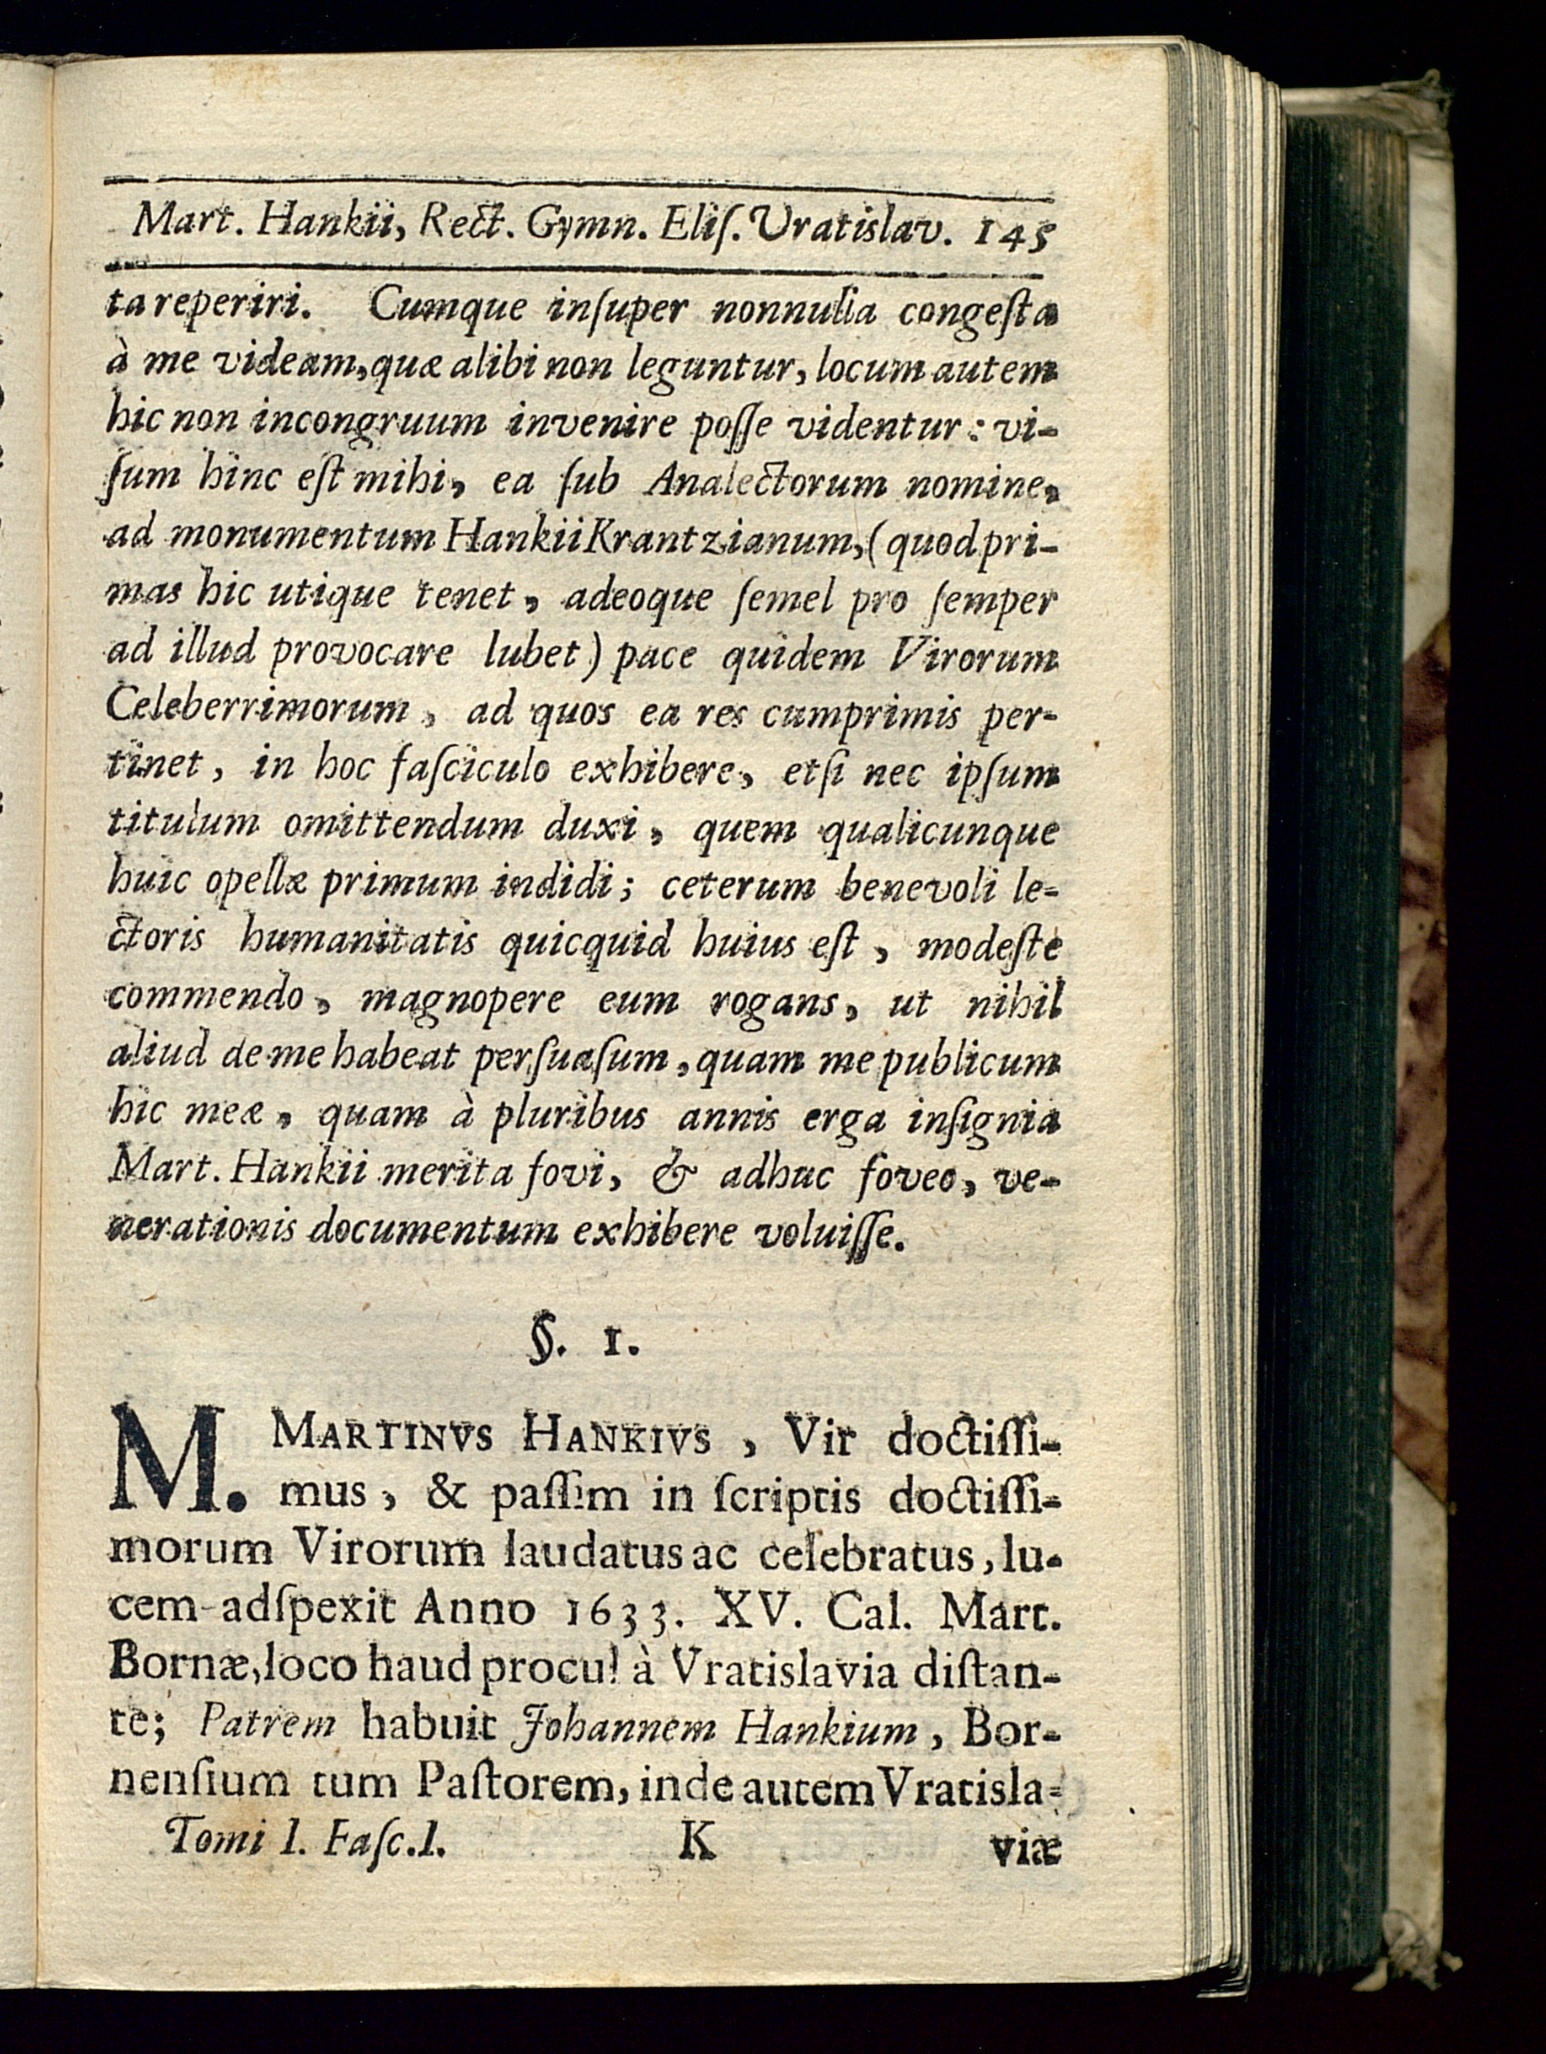 Mart. Hankii, Rect. Gymn. Eliſ. Vratislav. 145
ta reperiri. Cumque inſuper nonnulla congeſta
à me videam, quæ alibi non leguntur, locum autem
hic non incongruum invenire poſſe videntur: vi-
ſum hinc eſt mihi, ea ſub Analectorum nomine,
ad monumentum Hankii Krantzianum, (quod pri-
mas hic utique tenet, adeoque ſemel pro ſemper
ad illud provocare lubet) pace quidem Virorum
Celeberrimorum, ad quos ea res cumprimis per-
tinet, in hoc faſciculo exhibere, etſi nec ipſum
titulum omittendum duxi, quem qualicunque
huic opellæ primum indidi; ceterum benevoli le-
ctoris humanitatis quicquid huius eſt, modeſte
commendo, magnopere eum rogans, ut nihil
aliud de me habeat perſuaſum, quam me publicum
hic meæ, quam à pluribus annis erga inſignia
Mart. Hankii merita fovi, & adhuc foveo, ve-
nerationis documentum exhibere voluiſſe.
§. 1.
M. MARTINVS HANKIVS, Vir doctiſſi-
mus, & paſſim in ſcriptis doctiſſi-
morum Virorum laudatus ac celebratus, lu-
cem adſpexit Anno 1633. XV. Cal. Mart.
Bornæ, loco haud procul à Vratislavia diſtan-
te; Patrem habuit Johannem Hankium, Bor-
nenſium tum Paſtorem, inde autem Vratisla-
Tomi I. Faſc. I. K viæ